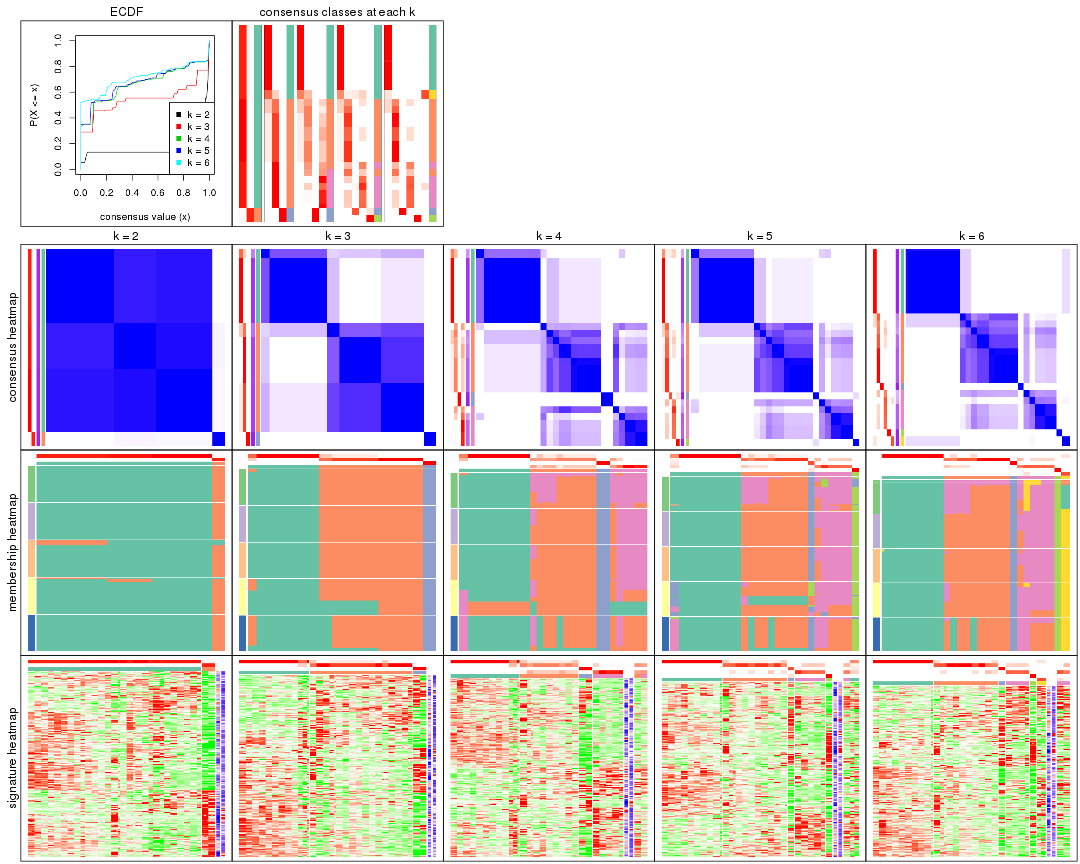 ECDF
consensus classes at each k
P(X <= x)
1.0
0.8
0.6
0.4
0.2
0.0
k = 2
k = 3
k = 4
k = 5
k = 6
0.0 0.2 0.4 0.6 0.8 1.0
consensus value (x)
k = 2
k = 3
k = 4
k = 5
k = 6
consensus heatmap
membership heatmap
signature heatmap